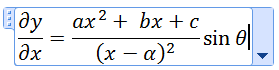 ∂y/∂x = (ax² + bx + c)/(x − α)² sin θ